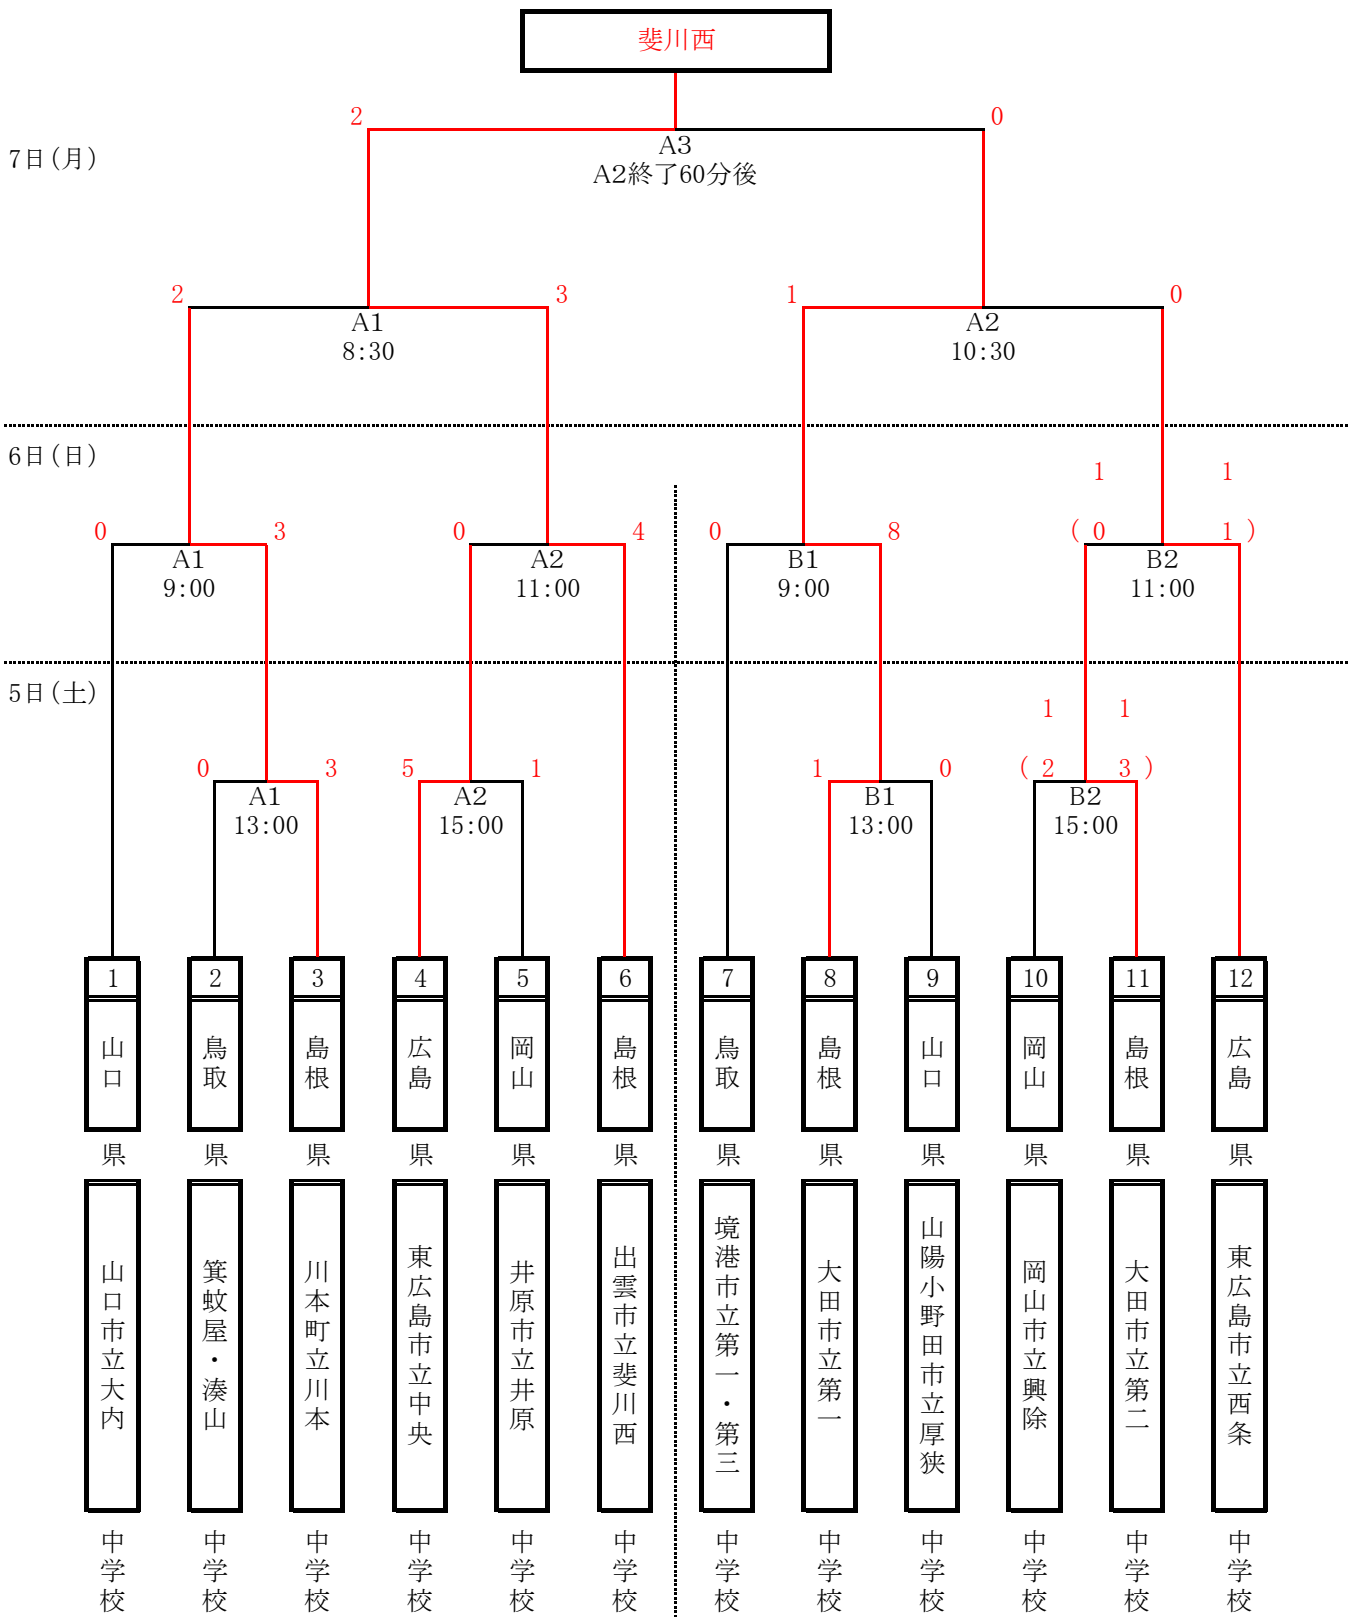 斐川西
2 0
7日(月)
A3
A2終了60分後
2 3 1 0
A1 A2
8:30 10:30
6日(日)
1 1
0 3 0 4 0 8 (0 1)
A1 A2 B1 B2
9:00 11:00 9:00 11:00
5日(土)
1 1
0 3 5 1 1 0 (2 3)
A1 A2 B1 B2
13:00 15:00 13:00 15:00
1 2 3 4 5 6 7 8 9 10 11 12
山口 鳥取 島根 広島 岡山 島根 鳥取 島根 山口 岡山 島根 広島
県 県 県 県 県 県 県 県 県 県 県 県
山口市立大内
箕蚊屋・湊山
川本町立川本
東広島市立中央
井原市立井原
出雲市立斐川西
境港市立第一・第三
大田市立第一
山陽小野田市立厚狭
岡山市立興除
大田市立第二
東広島市立西条
中学校 中学校 中学校 中学校 中学校 中学校 中学校 中学校 中学校 中学校 中学校 中学校